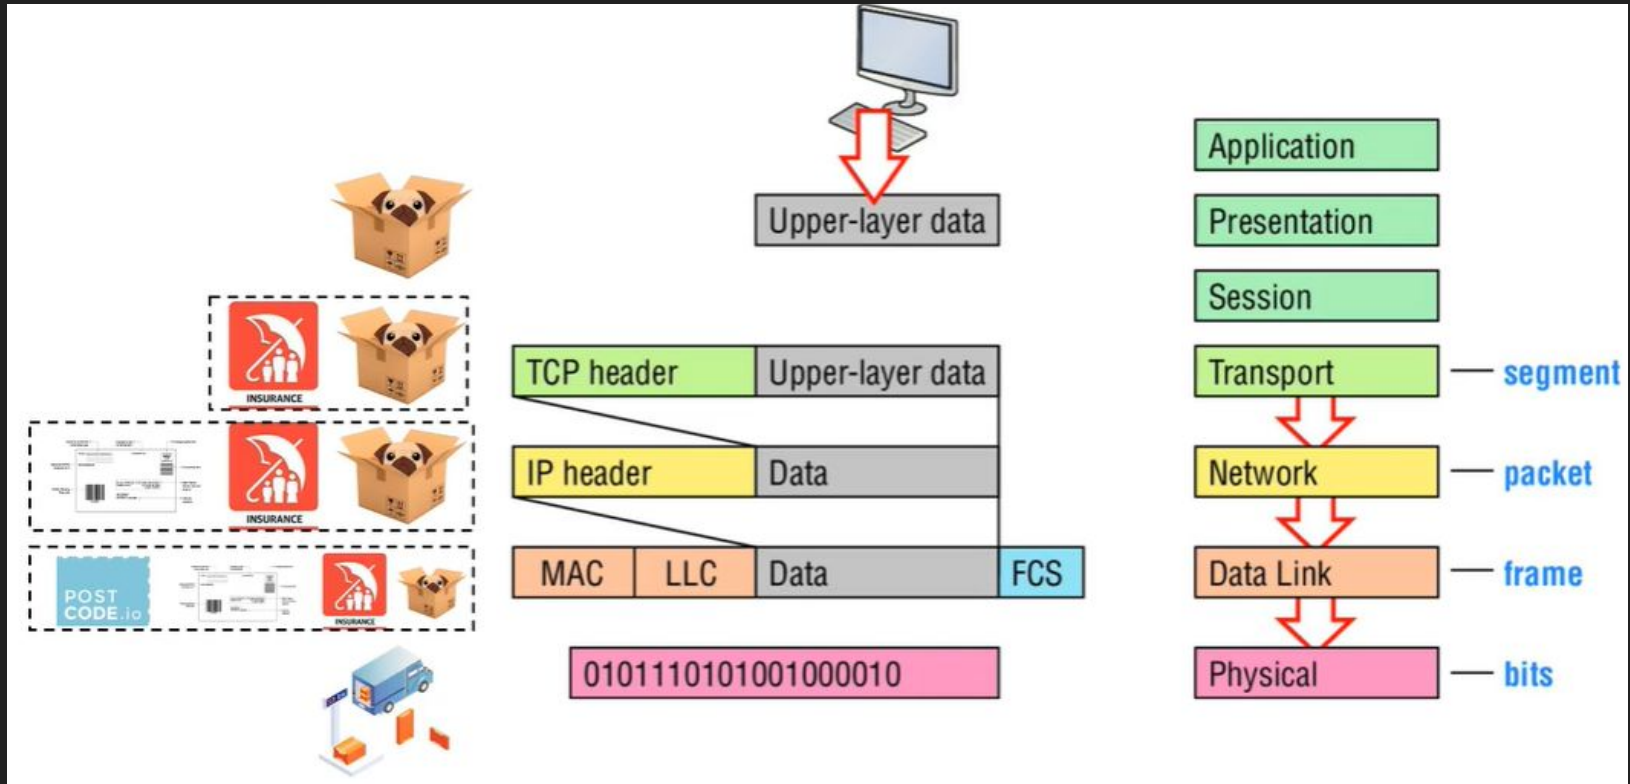 Application
Upper-layer data
Presentation
Session
INSURANCE
TCP header
Upper-layer data
Transport
segment
INSURANCE
IP header
Data
Network
packet
POST
CODE.io
INSURANCE
MAC
LLC
Data
FCS
Data Link
frame
0101110101001000010
Physical
bits